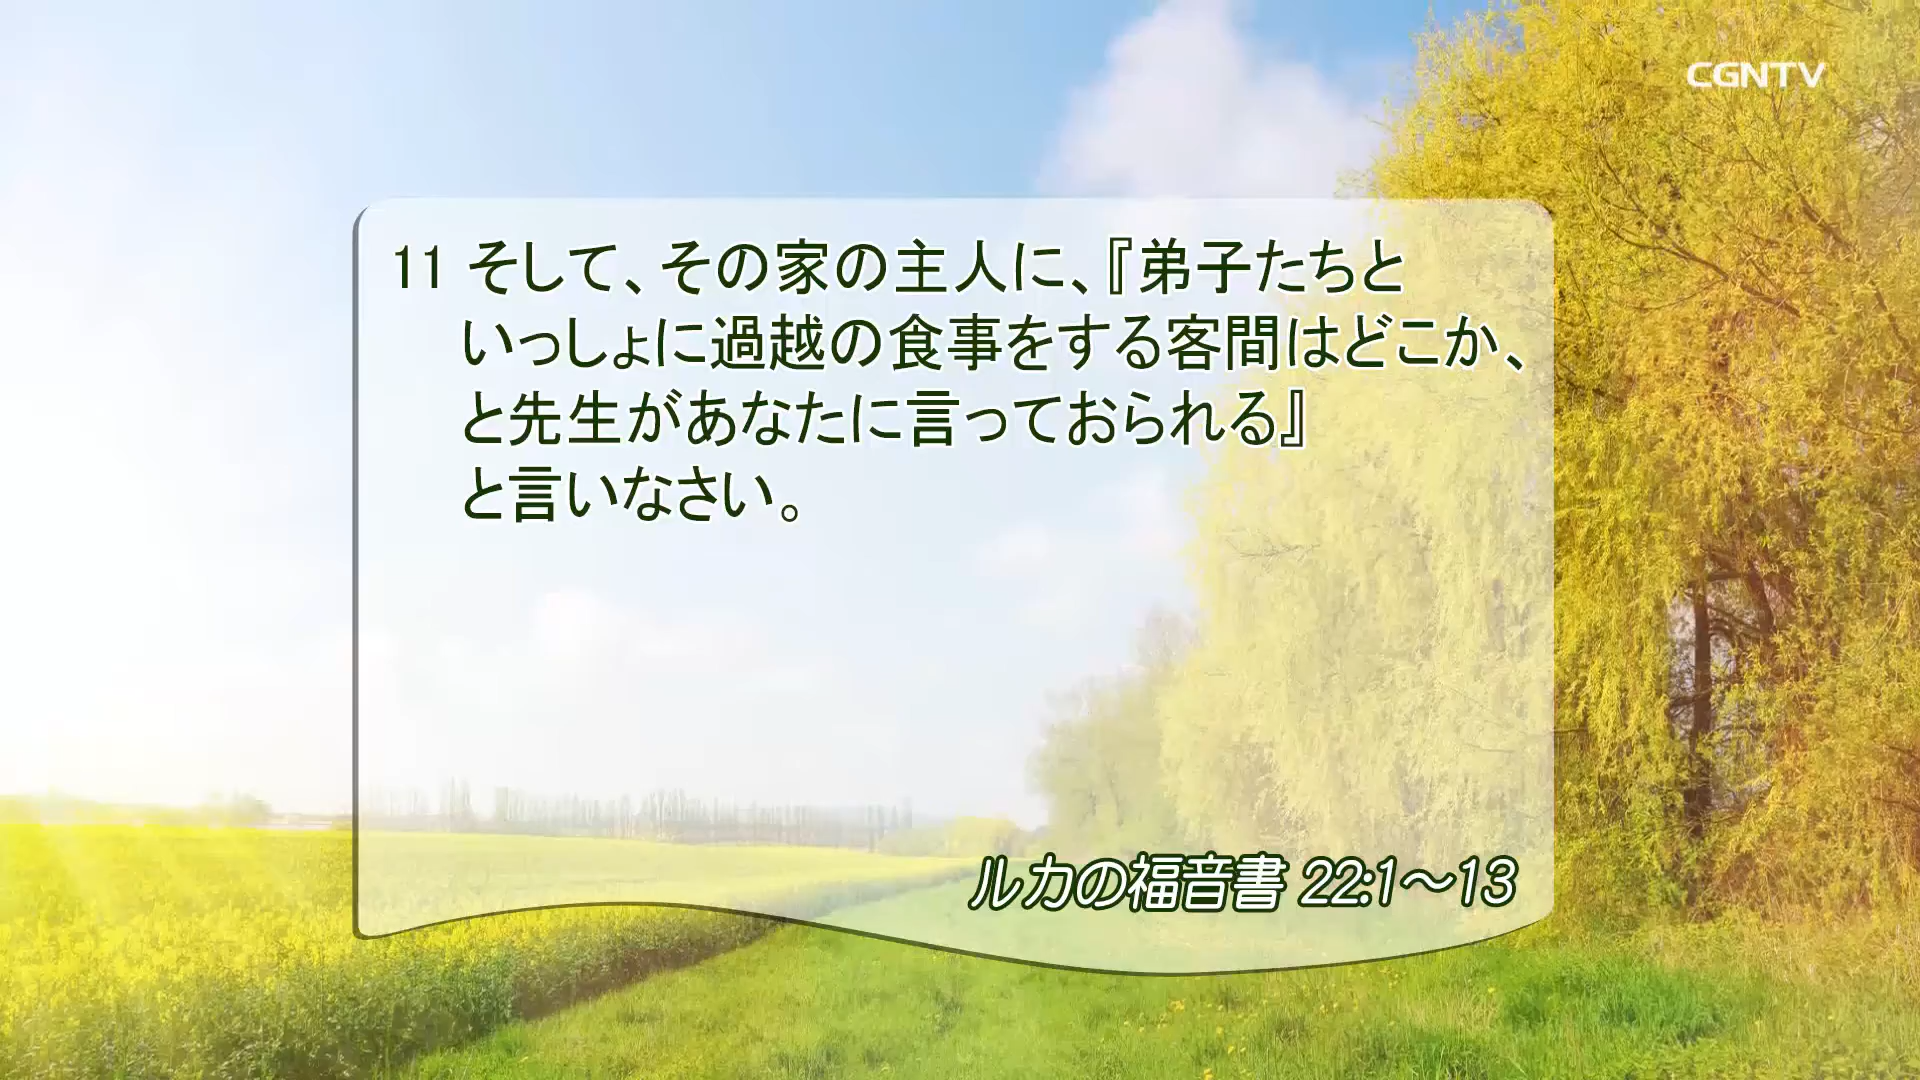 CGNTV
11 そして、その家の主人に、『弟子たちと
いっしょに過越の食事をする客間はどこか、
と先生があなたに言っておられる』
と言いなさい。
ルカの福音書 22:1～13